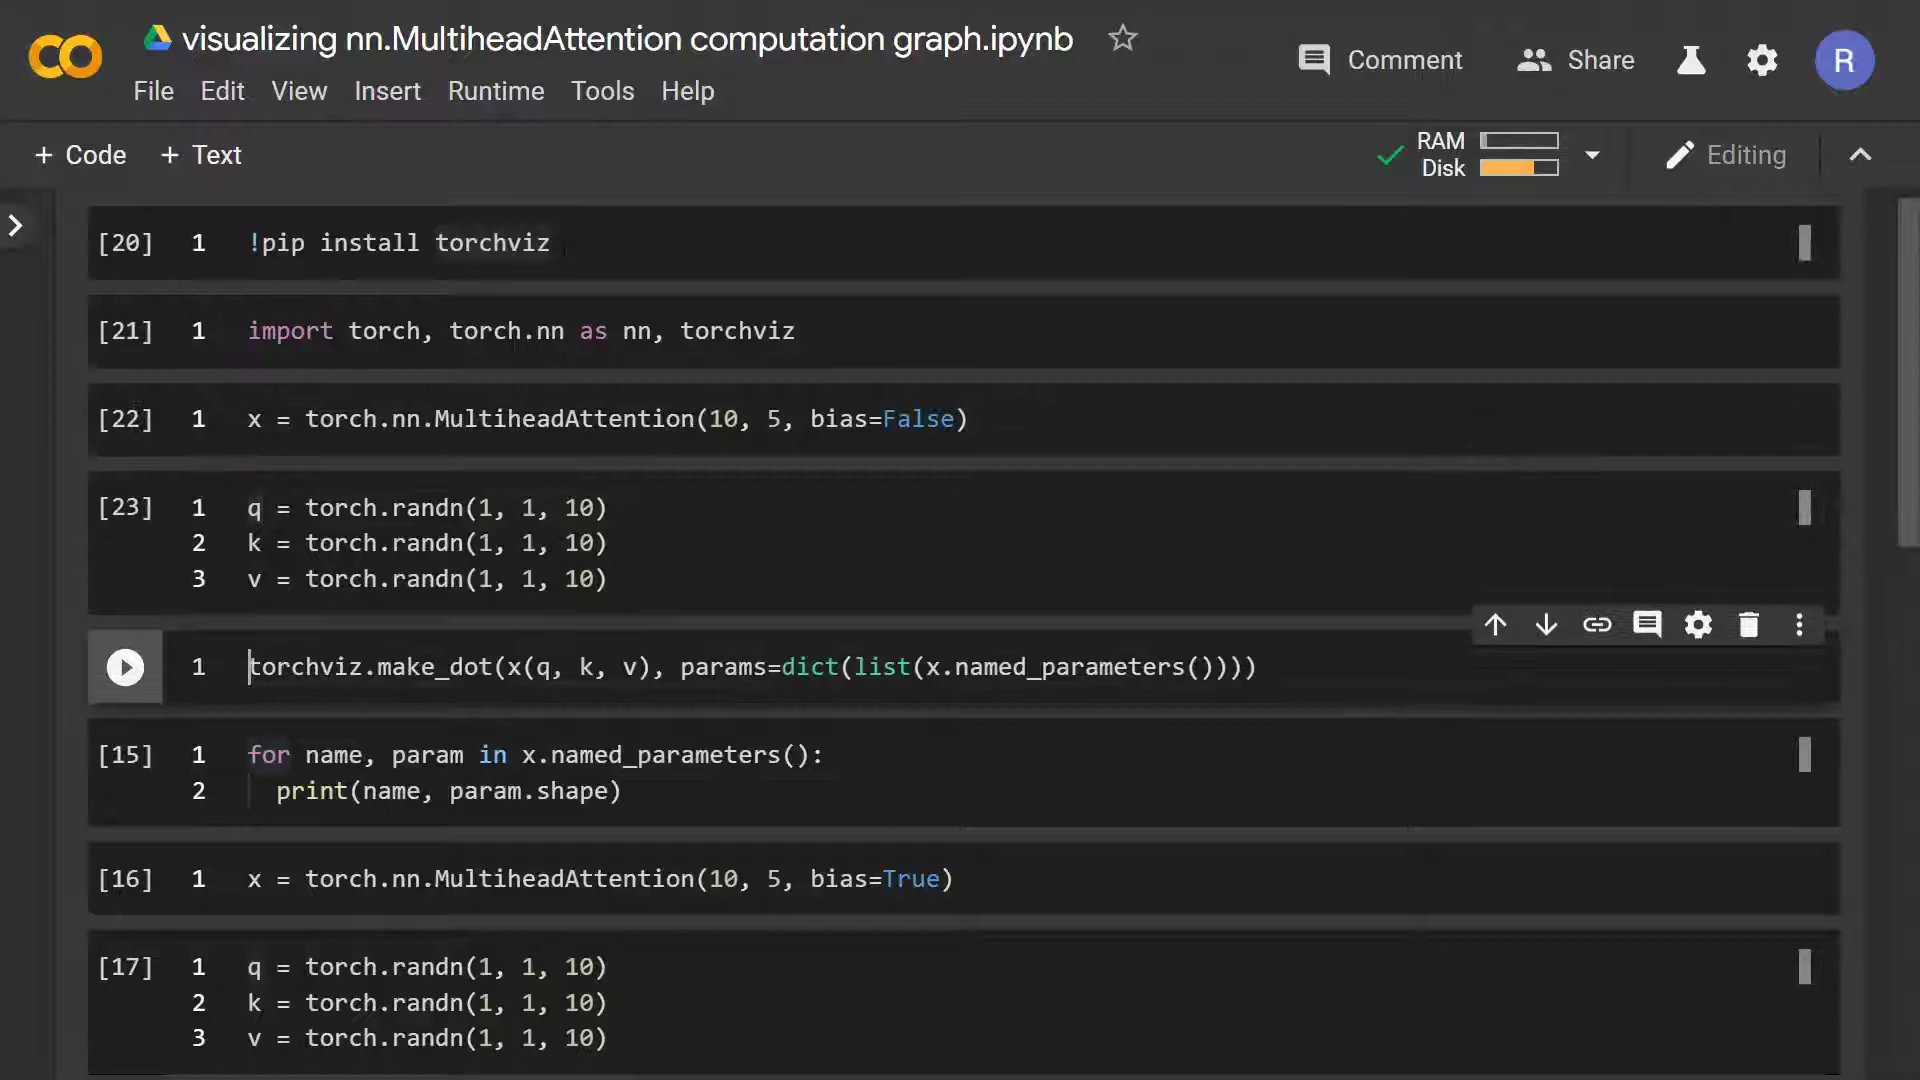 visualizing nn.MultiheadAttention computation graph.ipynb
Comment
Share
R
File Edit View Insert Runtime Tools Help
+ Code + Text
RAM
Disk
Editing
[20] 1 !pip install torchviz
[21] 1 import torch, torch.nn as nn, torchviz
[22] 1 x = torch.nn.MultiheadAttention(10, 5, bias=False)
[23] 1 q = torch.randn(1, 1, 10)
2 k = torch.randn(1, 1, 10)
3 v = torch.randn(1, 1, 10)
1 torchviz.make_dot(x(q, k, v), params=dict(list(x.named_parameters())))
[15] 1 for name, param in x.named_parameters():
2 print(name, param.shape)
[16] 1 x = torch.nn.MultiheadAttention(10, 5, bias=True)
[17] 1 q = torch.randn(1, 1, 10)
2 k = torch.randn(1, 1, 10)
3 v = torch.randn(1, 1, 10)